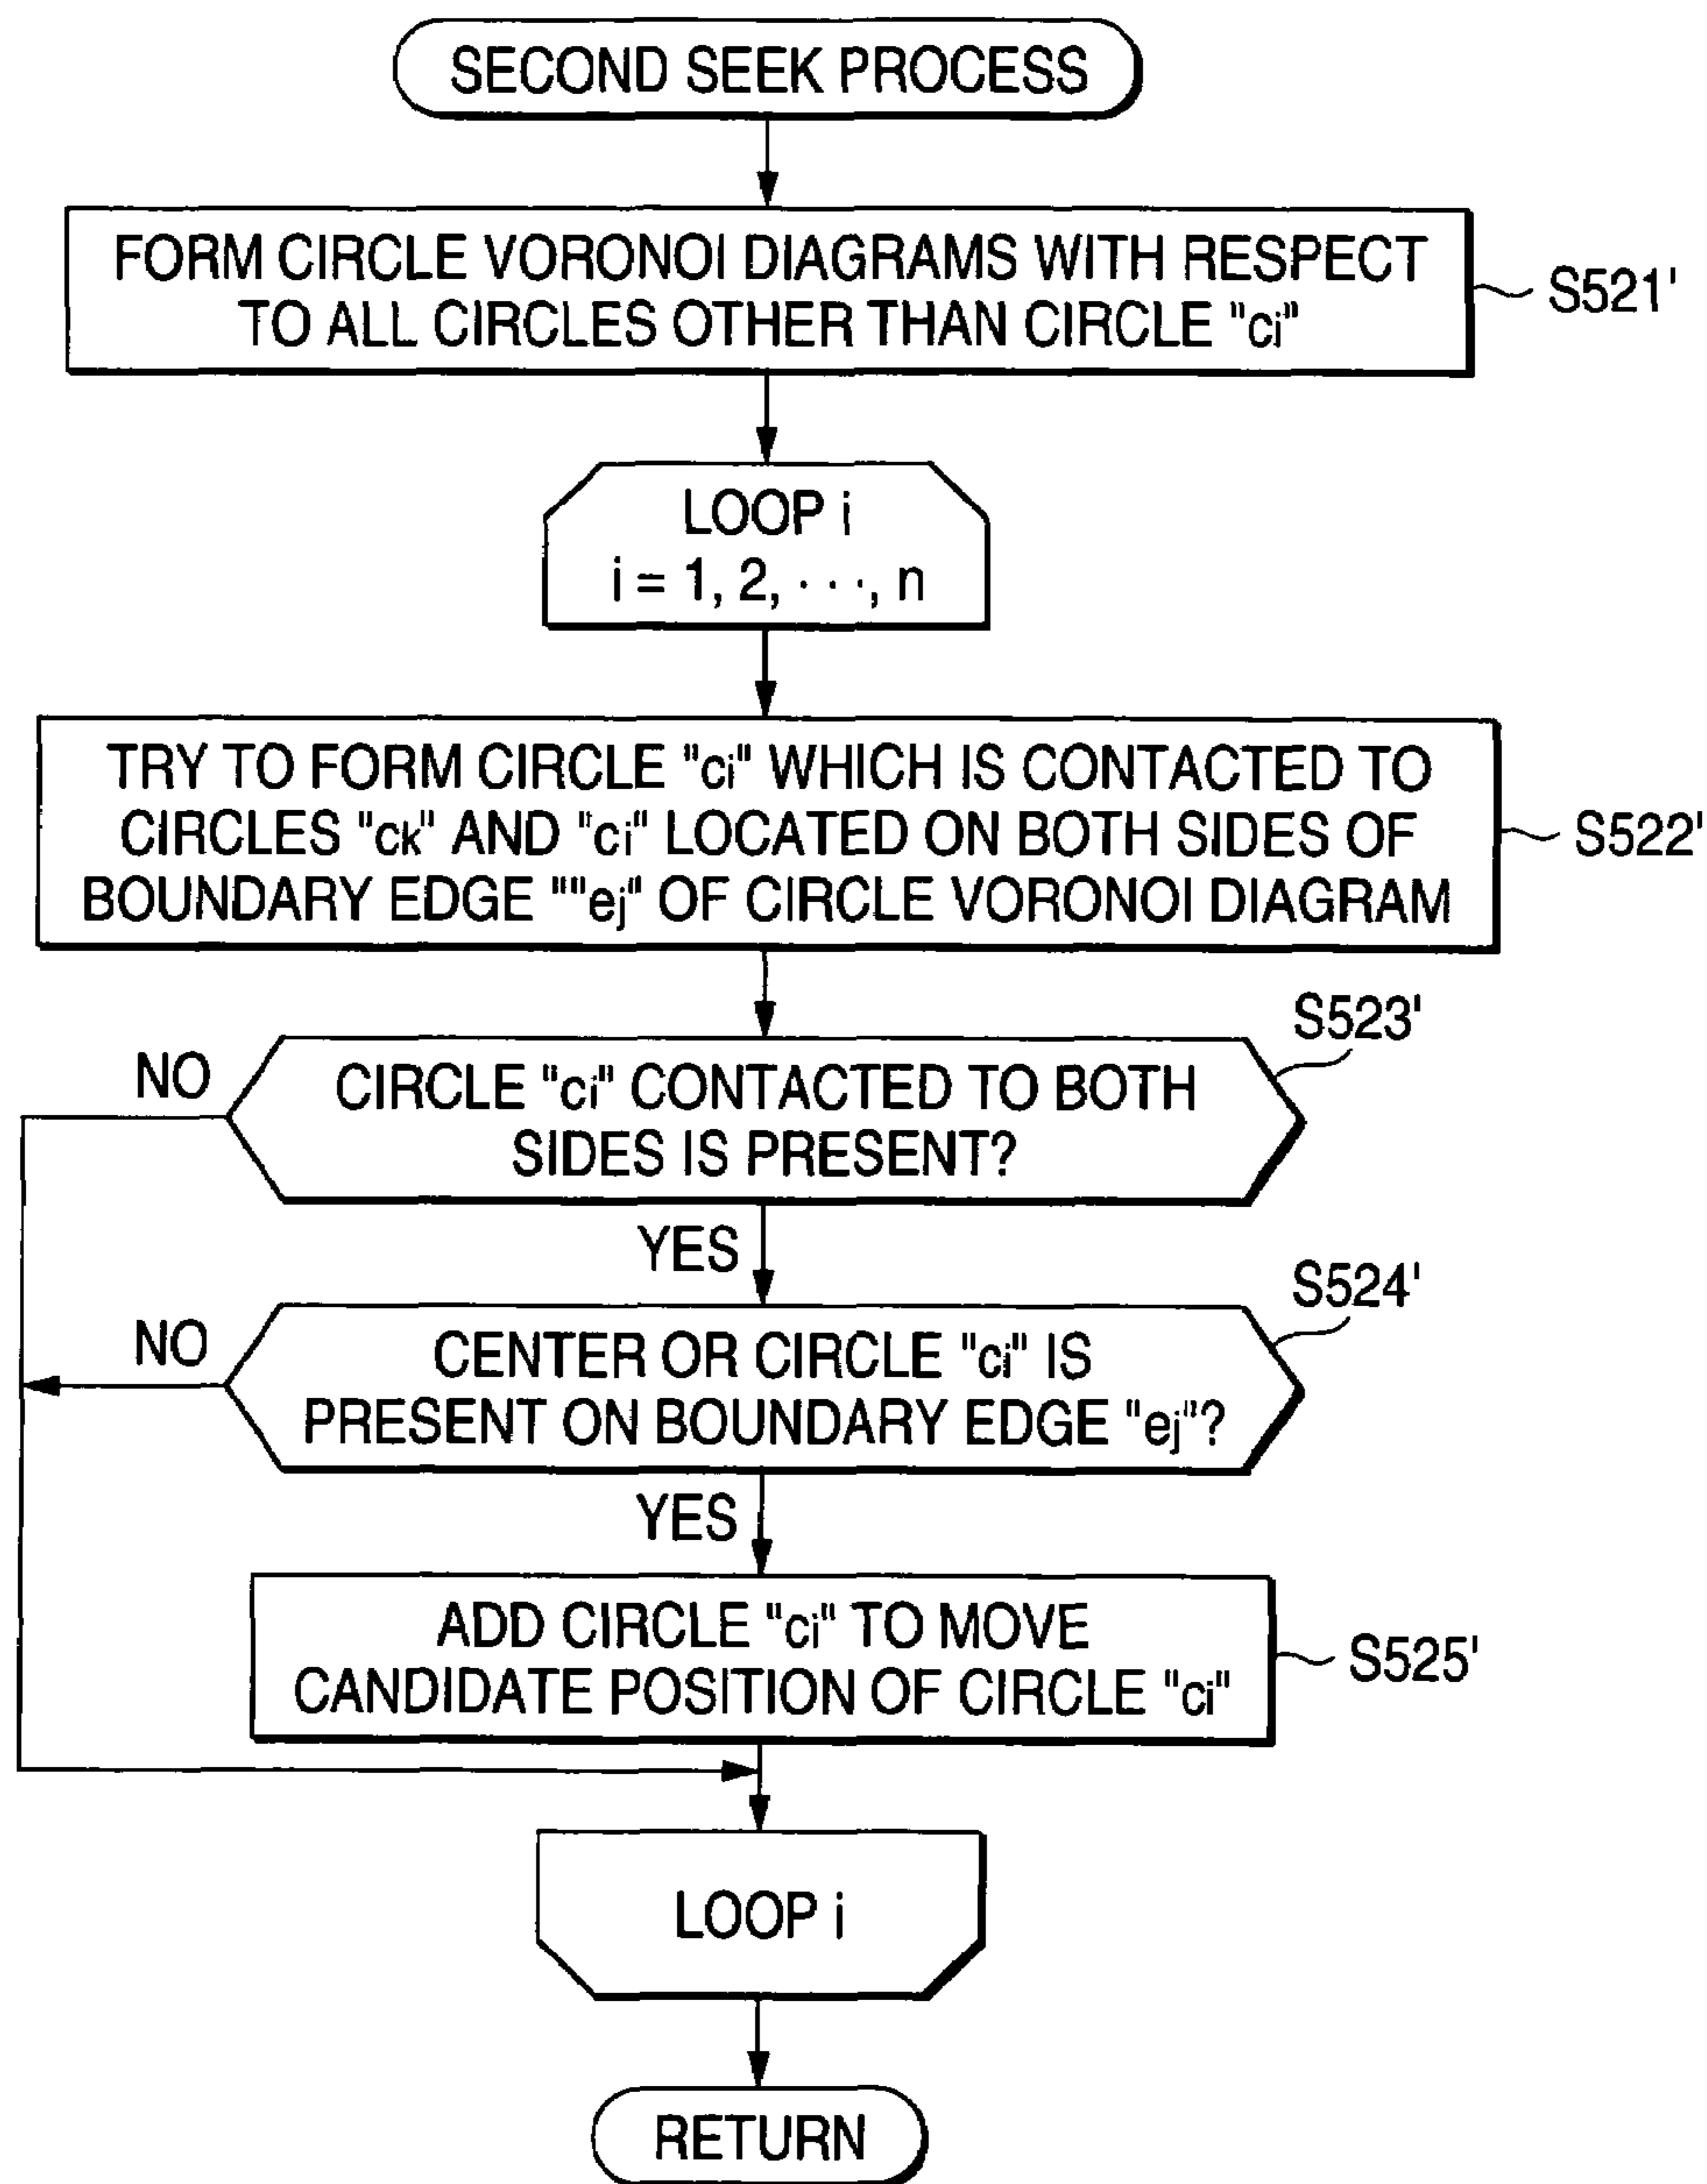 SECOND SEEK PROCESS
FORM CIRCLE VORONOI DIAGRAMS WITH RESPECT
TO ALL CIRCLES OTHER THAN CIRCLE "ci"
S521'
LOOP i
i = 1, 2, · · ·, n
TRY TO FORM CIRCLE "ci" WHICH IS CONTACTED TO
CIRCLES "ck" AND "ci" LOCATED ON BOTH SIDES OF
BOUNDARY EDGE ""ej" OF CIRCLE VORONOI DIAGRAM
S522'
S523'
NO
CIRCLE "ci" CONTACTED TO BOTH
SIDES IS PRESENT?
YES
S524'
NO
CENTER OR CIRCLE "ci" IS
PRESENT ON BOUNDARY EDGE "ej"?
YES
ADD CIRCLE "ci" TO MOVE
CANDIDATE POSITION OF CIRCLE "ci"
S525'
LOOP i
RETURN